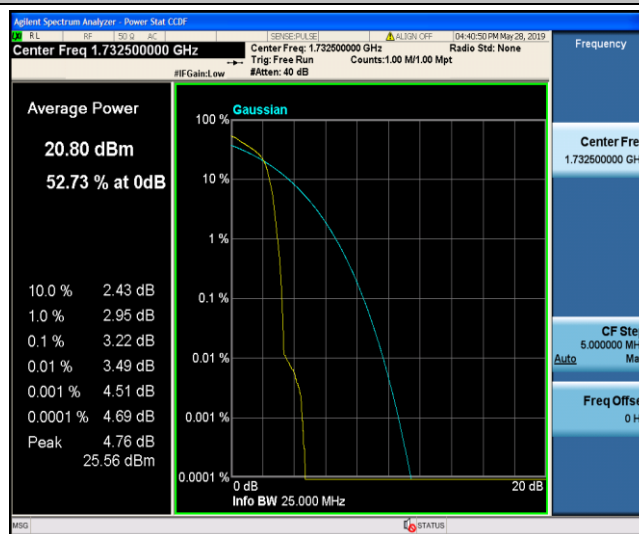 Agilent Spectrum Analyzer - Power Stat CCDF
RL RF 50 Ω AC SENSE:PULSE ALIGN OFF 04:40:50 PM May 28, 2019
Center Freq 1.732500000 GHz
Center Freq: 1.732500000 GHz Radio Std: None
Trig: Free Run Counts:1.00 M/1.00 Mpt
#IFGain:Low #Atten: 40 dB
Frequency
Average Power
20.80 dBm
52.73 % at 0dB
10.0 % 2.43 dB
1.0 % 2.95 dB
0.1 % 3.22 dB
0.01 % 3.49 dB
0.001 % 4.51 dB
0.0001 % 4.69 dB
Peak 4.76 dB
25.56 dBm
Gaussian
100 %
10 %
1 %
0.1 %
0.01 %
0.001 %
0.0001 %
0 dB 20 dB
Info BW 25.000 MHz
Center Fre
1.732500000 GH
CF Ste
5.000000 MH
Auto Ma
Freq Offse
0 H
MSG STATUS